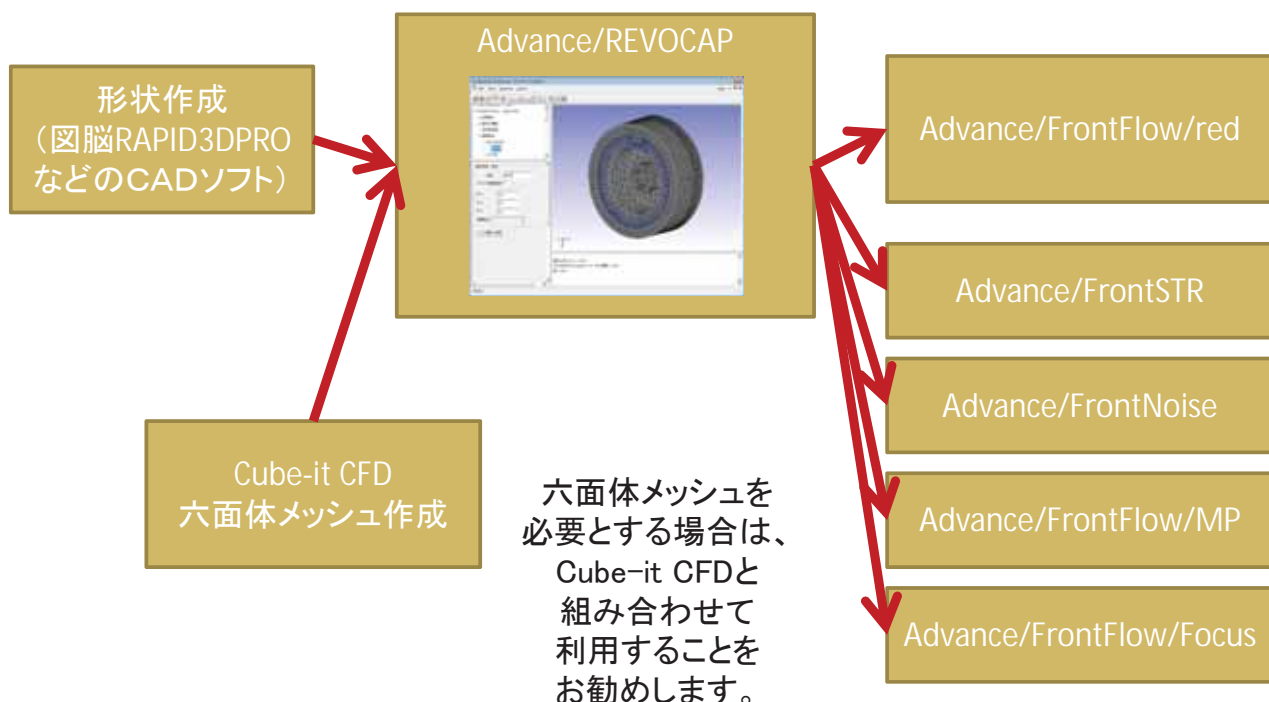 Advance/REVOCAP
形状作成
（図脳RAPID3DPRO
などのCADソフト）
Cube-it CFD
六面体メッシュ作成
六面体メッシュを
必要とする場合は、
Cube-it CFDと
組み合わせて
利用することを
お勧めします。
Advance/FrontFlow/red
Advance/FrontSTR
Advance/FrontNoise
Advance/FrontFlow/MP
Advance/FrontFlow/Focus